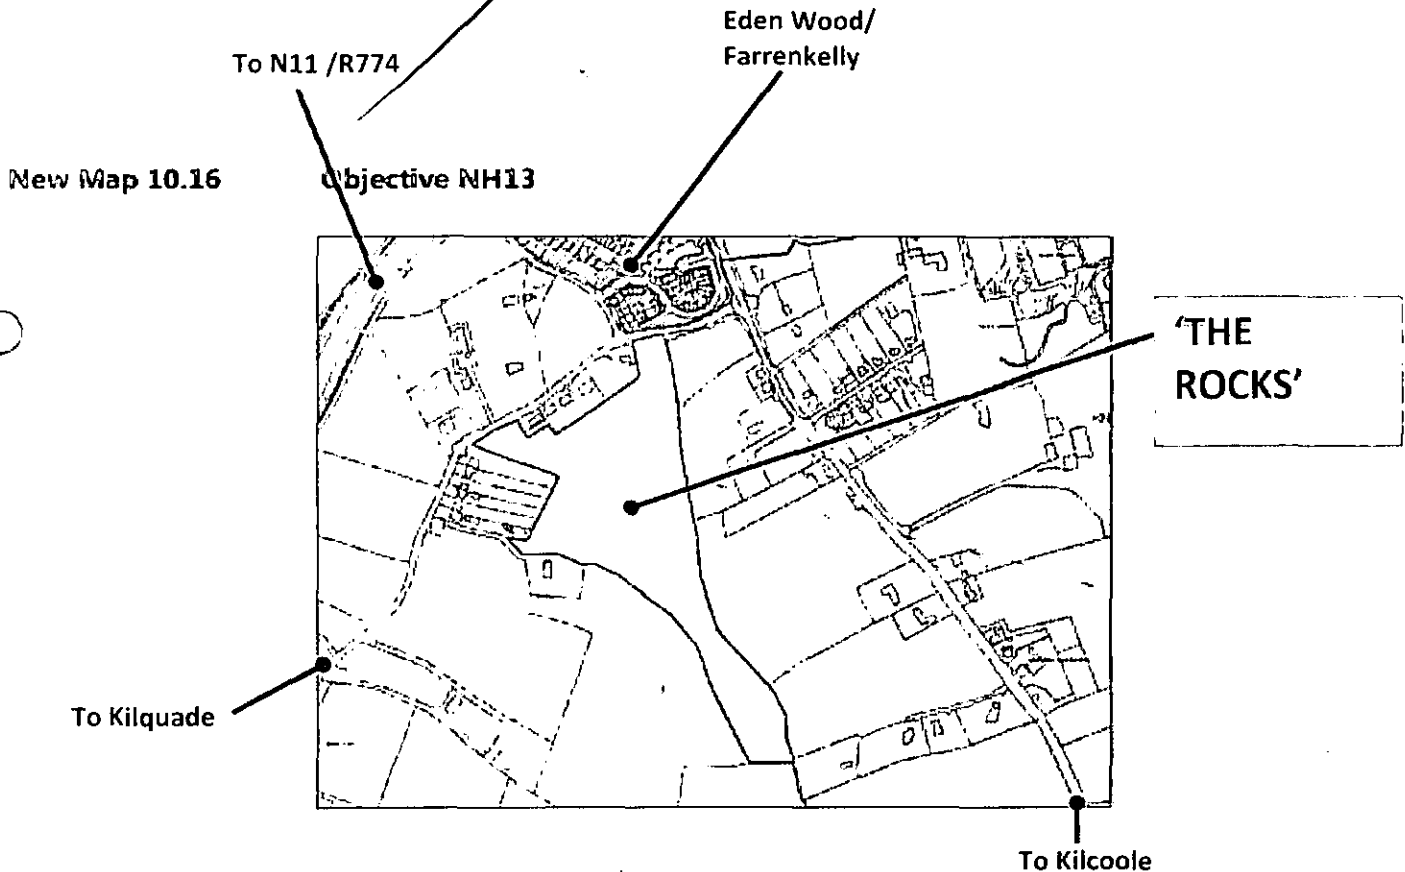 Eden Wood/
Farrenkelly
To N11 /R774
New Map 10.16 Objective NH13
'THE
ROCKS'
To Kilquade
To Kilcoole